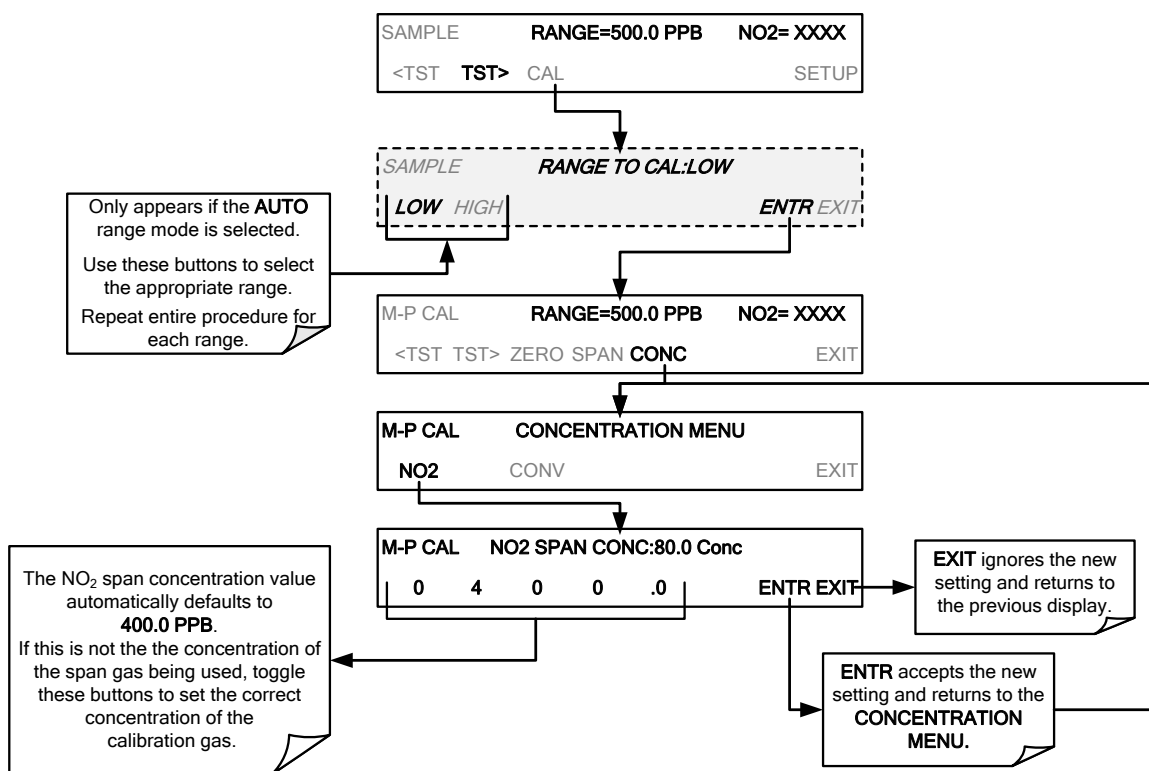 SAMPLE RANGE=500.0 PPB NO2= XXXX
<TST TST> CAL SETUP
SAMPLE RANGE TO CAL:LOW
LOW HIGH ENTR EXIT
Only appears if the AUTO
range mode is selected.
Use these buttons to select
the appropriate range.
Repeat entire procedure for
each range.
M-P CAL RANGE=500.0 PPB NO2= XXXX
<TST TST> ZERO SPAN CONC EXIT
M-P CAL CONCENTRATION MENU
NO2 CONV EXIT
M-P CAL NO2 SPAN CONC:80.0 Conc
0 4 0 0 .0 ENTR EXIT
The NO₂ span concentration value
automatically defaults to
400.0 PPB.
If this is not the the concentration of
the span gas being used, toggle
these buttons to set the correct
concentration of the
calibration gas.
EXIT ignores the new
setting and returns to
the previous display.
ENTR accepts the new
setting and returns to the
CONCENTRATION
MENU.